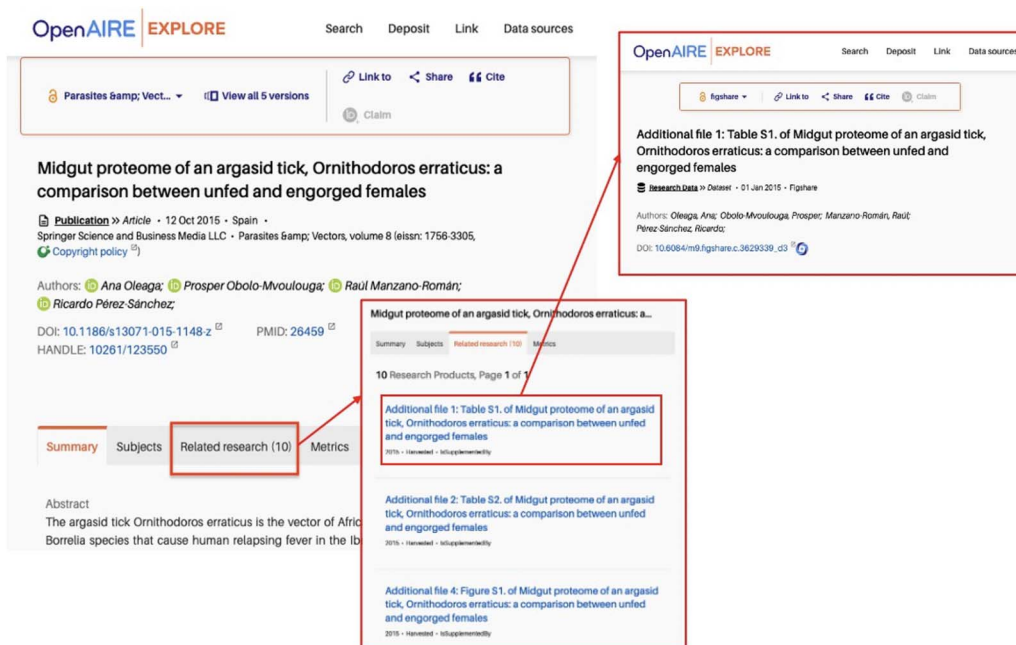 OpenAIRE | EXPLORE
Search Deposit Link Data sources
Parasites &amp; Vect...
View all 5 versions
Link to Share Cite
Claim
Midgut proteome of an argasid tick, Ornithodoros erraticus: a
comparison between unfed and engorged females
Publication >> Article • 12 Oct 2015 • Spain •
Springer Science and Business Media LLC • Parasites &amp; Vectors, volume 8 (eissn: 1756-3305,
Copyright policy )
Authors: Ana Oleaga; Prosper Obolo-Mvoulouga; Raúl Manzano-Román;
Ricardo Pérez-Sánchez;
DOI: 10.1186/s13071-015-1148-z PMID: 26459
HANDLE: 10261/123550
Summary Subjects Related research (10) Metrics
Abstract
The argasid tick Ornithodoros erraticus is the vector of Afric
Borrelia species that cause human relapsing fever in the Ib
Midgut proteome of an argasid tick, Ornithodoros erraticus: a...
Summary Subjects Related research (10) Metrics
10 Research Products, Page 1 of 1
Additional file 1: Table S1. of Midgut proteome of an argasid
tick, Ornithodoros erraticus: a comparison between unfed
and engorged females
2015 • Harvested • IsSupplementedBy
Additional file 2: Table S2. of Midgut proteome of an argasid
tick, Ornithodoros erraticus: a comparison between unfed
and engorged females
2015 • Harvested • IsSupplementedBy
Additional file 4: Figure S1. of Midgut proteome of an argasid
tick, Ornithodoros erraticus: a comparison between unfed
and engorged females
2015 • Harvested • IsSupplementedBy
OpenAIRE | EXPLORE
Search Deposit Link Data sources
figshare Link to Share Cite Claim
Additional file 1: Table S1. of Midgut proteome of an argasid tick,
Ornithodoros erraticus: a comparison between unfed and
engorged females
Research Data >> Dataset • 01 Jan 2015 • Figshare
Authors: Oleaga, Ana; Obolo-Mvoulouga, Prosper; Manzano-Román, Raúl;
Pérez-Sánchez, Ricardo;
DOI: 10.6084/m9.figshare.c.3629339_d3